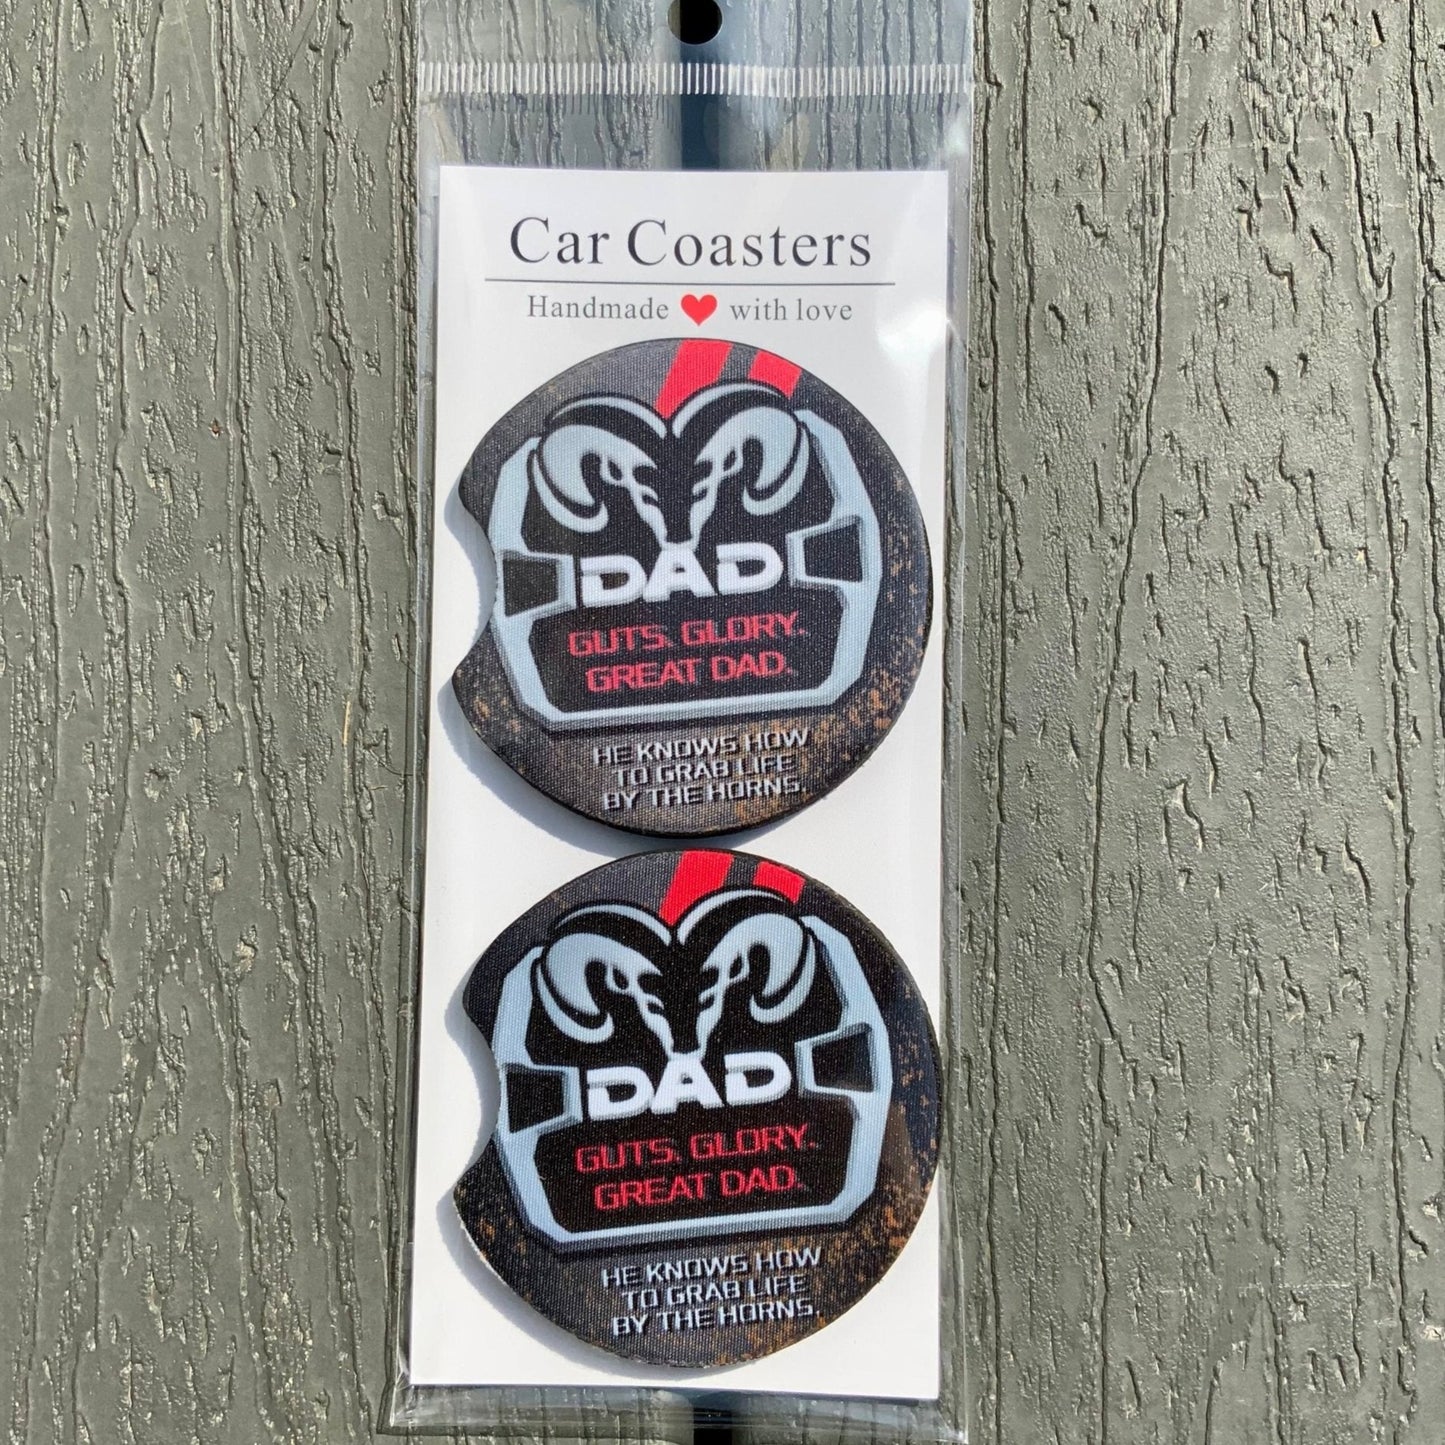 Car Coasters
Handmade ❤ with love
DAD
GUTS. GLORY.
GREAT DAD.
HE KNOWS HOW
TO GRAB LIFE
BY THE HORNS.
DAD
GUTS. GLORY.
GREAT DAD.
HE KNOWS HOW
TO GRAB LIFE
BY THE HORNS.